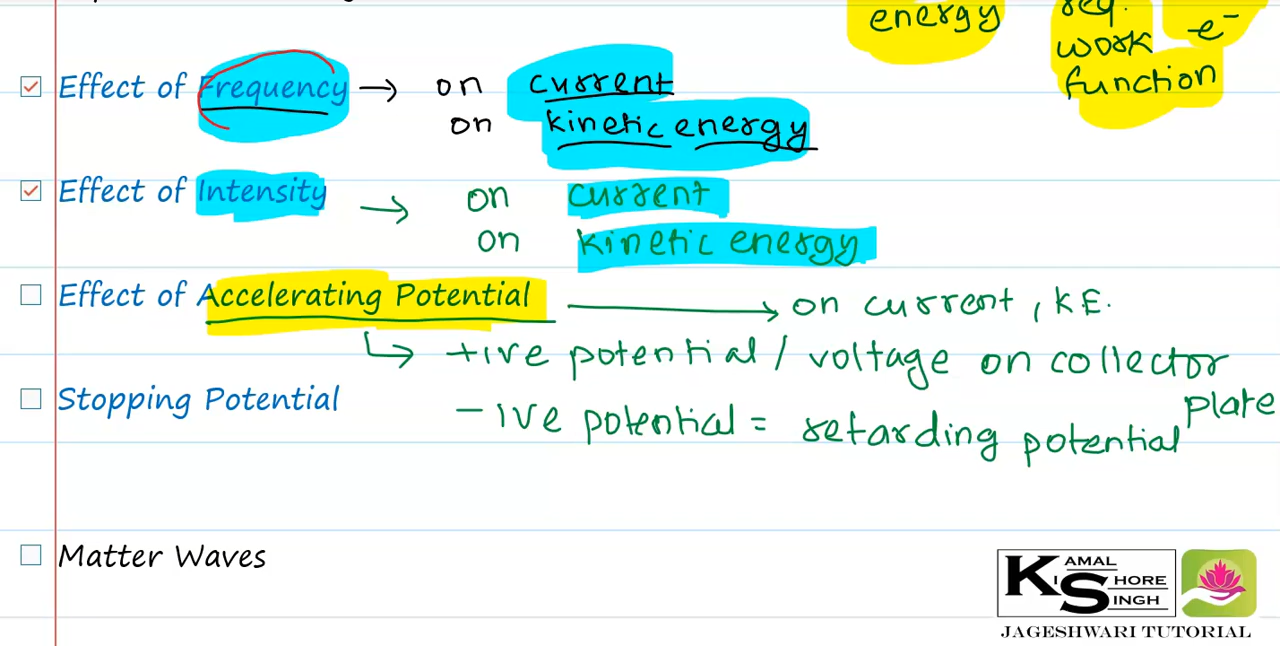 energy
req.
work
function
e⁻
Effect of Frequency → on current
on kinetic energy
Effect of Intensity → on current
on kinetic energy
Effect of Accelerating Potential → on current, KE.
↳ +ive potential / voltage on collector
plate
Stopping Potential
-ive potential = retarding potential
Matter Waves
KAMAL
KISHORE
SINGH
JAGESHWARI TUTORIAL